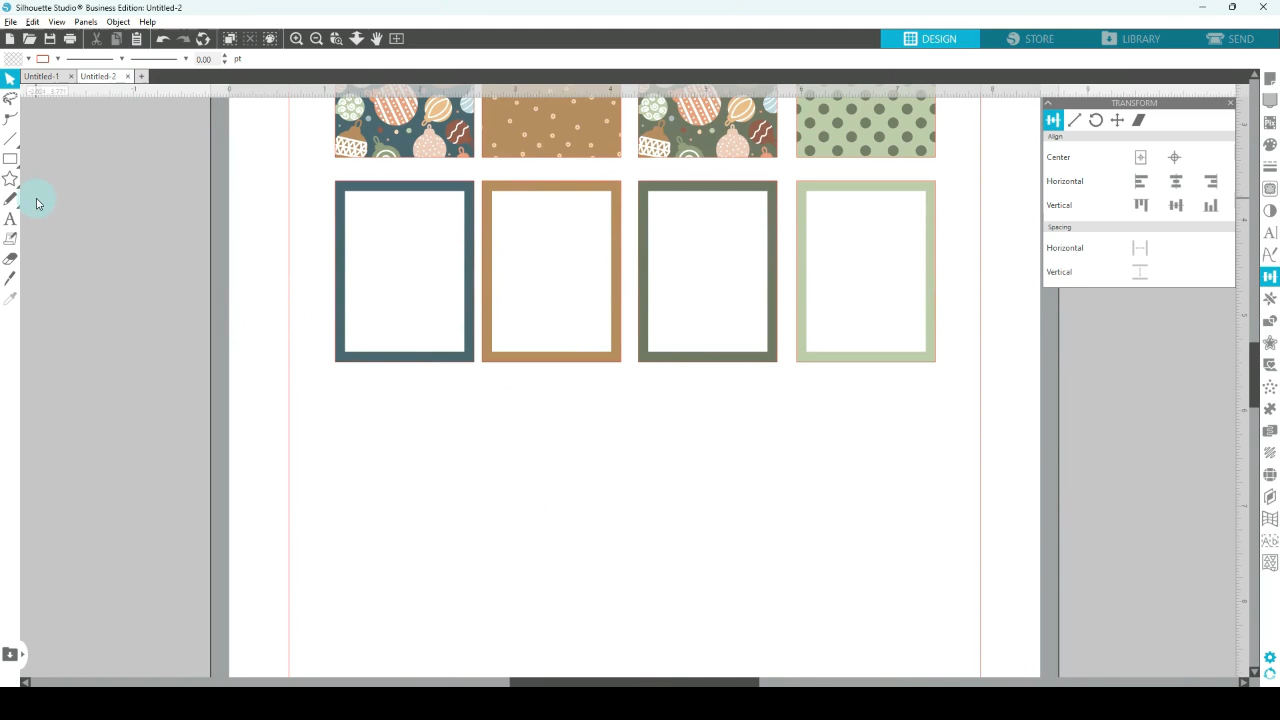 Silhouette Studio® Business Edition: Untitled-2
File Edit View Panels Object Help
DESIGN STORE LIBRARY SEND
0.00 pt
Untitled-1 Untitled-2
TRANSFORM
Align
Center
Horizontal
Vertical
Spacing
Horizontal
Vertical